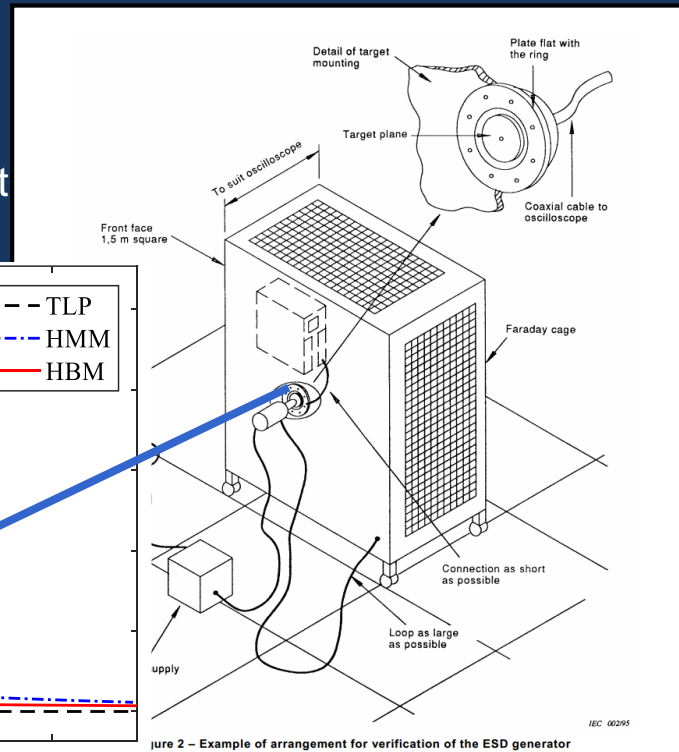 Detail of target
mounting
Plate flat with
the ring
Target plane
To suit oscilloscope
t
Coaxial cable to
oscilloscope
Front face
1,5 m square
TLP
HMM
HBM
Faraday cage
Connection as short
as possible
Loop as large
as possible
upply
IEC 002/95
ure 2 – Example of arrangement for verification of the ESD generator